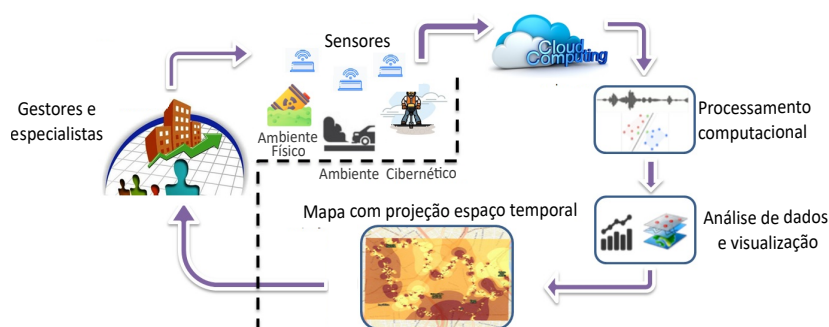 Sensores
Cloud
Computing
Gestores e
especialistas
Processamento
computacional
Ambiente
Físico
Ambiente Cibernético
Mapa com projeção espaço temporal
Análise de dados
e visualização